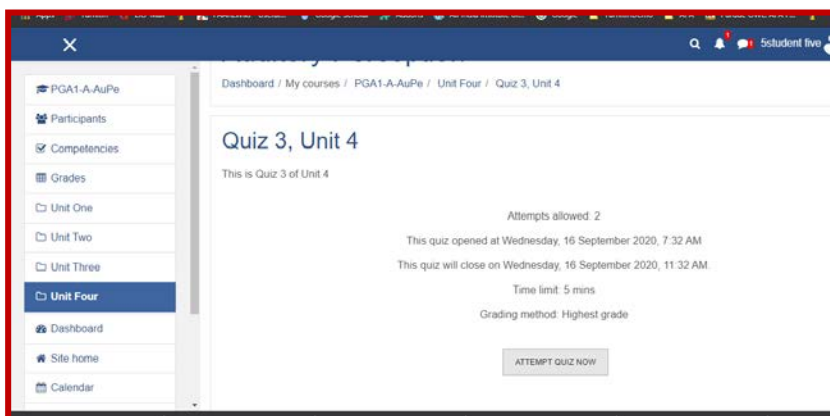 5student five
Dashboard / My courses / PGA1-A-AuPe / Unit Four / Quiz 3, Unit 4
PGA1-A-AuPe
Participants
Competencies
Grades
Unit One
Unit Two
Unit Three
Unit Four
Dashboard
Site home
Calendar
Quiz 3, Unit 4
This is Quiz 3 of Unit 4
Attempts allowed: 2
This quiz opened at Wednesday, 16 September 2020, 7:32 AM
This quiz will close on Wednesday, 16 September 2020, 11:32 AM.
Time limit: 5 mins
Grading method: Highest grade
ATTEMPT QUIZ NOW